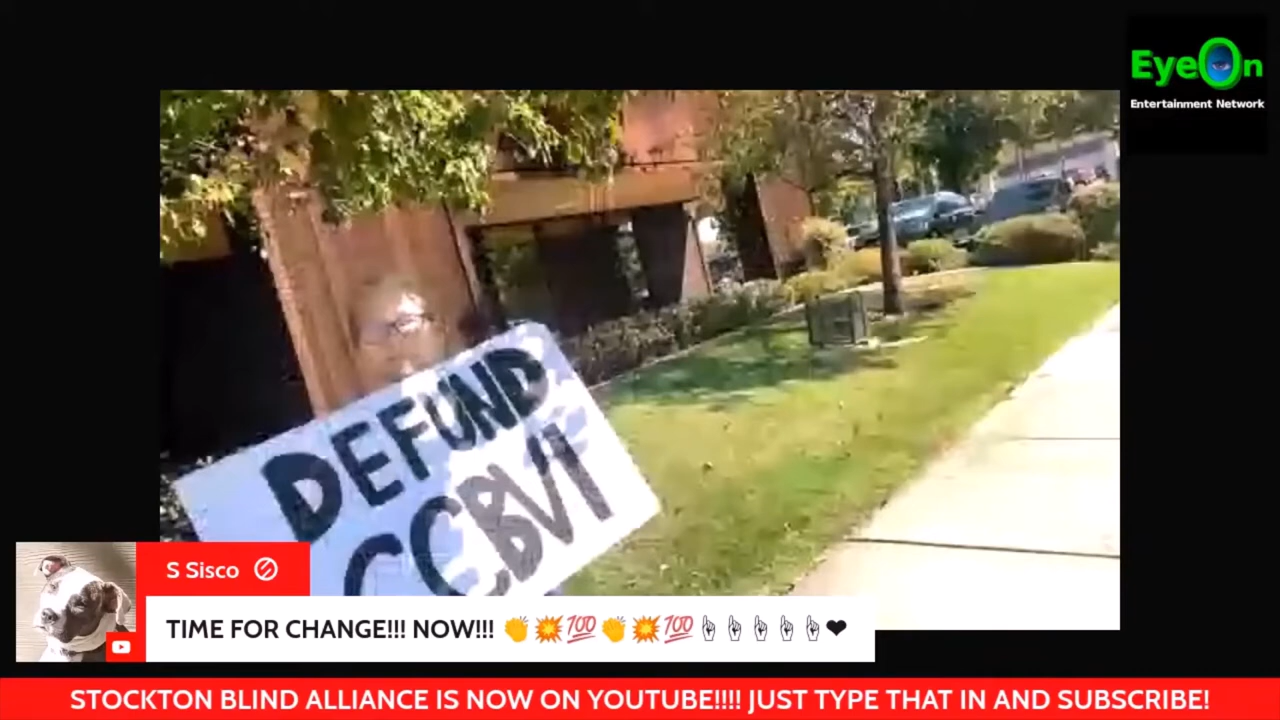 EyeOn
Entertainment Network
DEFUND
CCBVI
S Sisco
TIME FOR CHANGE!!! NOW!!! 👏💥💯👏💥💯☝☝☝☝☝❤
STOCKTON BLIND ALLIANCE IS NOW ON YOUTUBE!!!! JUST TYPE THAT IN AND SUBSCRIBE!